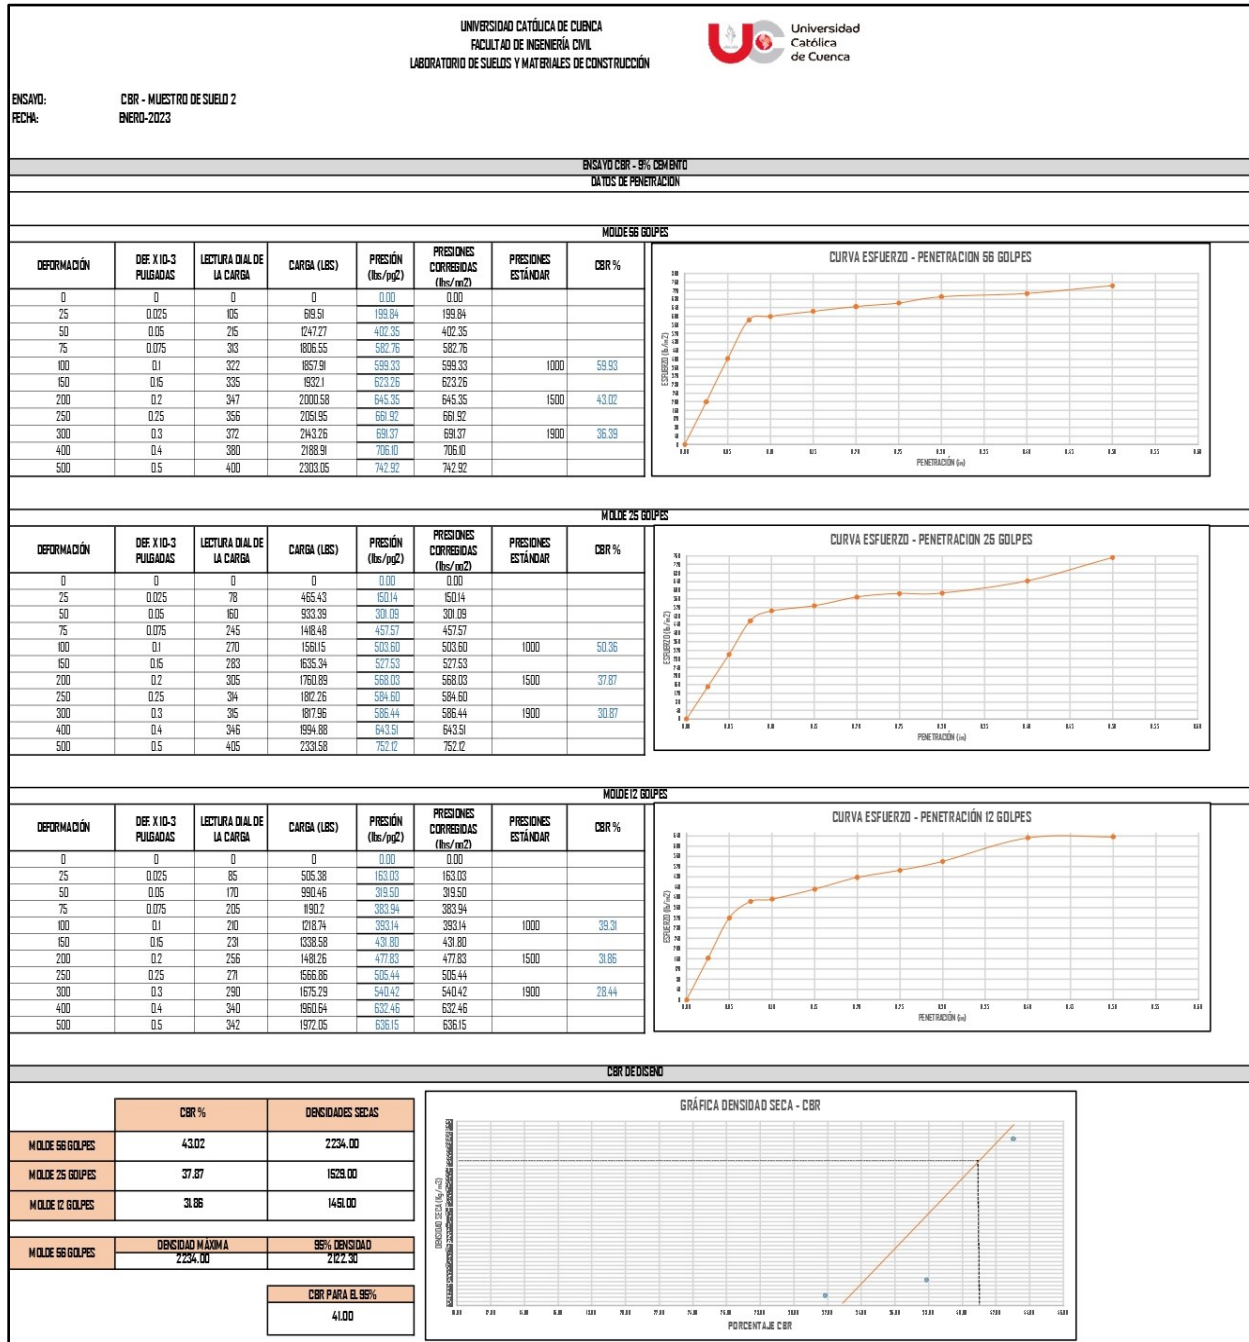 UNIVERSIDAD CATÓLICA DE CUENCA
FACULTAD DE INGENIERÍA CIVIL
LABORATORIO DE SUELOS Y MATERIALES DE CONSTRUCCIÓN
Universidad
Católica
de Cuenca
ENSAYO: CBR - MUESTRO DE SUELO 2
FECHA: ENERO-2023
ENSAYO CBR - 9% CEMENTO
DATOS DE PENETRACION
MOLDE 56 GOLPES
DEFORMACIÓN DEF. X 10-3 PULGADAS LECTURA DIAL DE LA CARGA CARGA (LBS) PRESIÓN (lbs/pg2) PRESIONES CORREGIDAS (lbs/pg2) PRESIONES ESTÁNDAR CBR %
0 0 0 0 0.00 0.00
25 0.025 105 619.51 199.84 199.84
50 0.05 215 1247.27 402.35 402.35
75 0.075 313 1806.55 582.76 582.76
100 0.1 322 1857.91 599.33 599.33 1000 59.93
150 0.15 335 1932.1 623.26 623.26
200 0.2 347 2000.58 645.35 645.35 1500 43.02
250 0.25 356 2051.95 661.92 661.92
300 0.3 372 2143.26 691.37 691.37 1900 36.39
400 0.4 380 2188.91 706.10 706.10
500 0.5 400 2303.05 742.92 742.92
CURVA ESFUERZO - PENETRACION 56 GOLPES
ESFUERZO (lb/in2)
PENETRACIÓN (in)
MOLDE 25 GOLPES
DEFORMACIÓN DEF. X 10-3 PULGADAS LECTURA DIAL DE LA CARGA CARGA (LBS) PRESIÓN (lbs/pg2) PRESIONES CORREGIDAS (lbs/pg2) PRESIONES ESTÁNDAR CBR %
0 0 0 0 0.00 0.00
25 0.025 78 465.43 150.14 150.14
50 0.05 160 933.39 301.09 301.09
75 0.075 245 1418.48 457.57 457.57
100 0.1 270 1561.15 503.60 503.60 1000 50.36
150 0.15 283 1635.34 527.53 527.53
200 0.2 305 1760.89 568.03 568.03 1500 37.87
250 0.25 314 1812.26 584.60 584.60
300 0.3 315 1817.96 586.44 586.44 1900 30.87
400 0.4 346 1994.88 643.51 643.51
500 0.5 405 2331.58 752.12 752.12
CURVA ESFUERZO - PENETRACION 25 GOLPES
ESFUERZO (lb/in2)
PENETRACIÓN (in)
MOLDE 12 GOLPES
DEFORMACIÓN DEF. X 10-3 PULGADAS LECTURA DIAL DE LA CARGA CARGA (LBS) PRESIÓN (lbs/pg2) PRESIONES CORREGIDAS (lbs/pg2) PRESIONES ESTÁNDAR CBR %
0 0 0 0 0.00 0.00
25 0.025 85 505.38 163.03 163.03
50 0.05 170 990.46 319.50 319.50
75 0.075 205 1190.2 383.94 383.94
100 0.1 210 1218.74 393.14 393.14 1000 39.31
150 0.15 231 1338.58 431.80 431.80
200 0.2 256 1481.26 477.83 477.83 1500 31.86
250 0.25 271 1566.86 505.44 505.44
300 0.3 290 1675.29 540.42 540.42 1900 28.44
400 0.4 340 1960.64 632.46 632.46
500 0.5 342 1972.05 636.15 636.15
CURVA ESFUERZO - PENETRACIÓN 12 GOLPES
ESFUERZO (lb/in2)
PENETRACIÓN (in)
CBR DE DISENO
CBR % DENSIDADES SECAS
MOLDE 56 GOLPES 43.02 2234.00
MOLDE 25 GOLPES 37.87 1529.00
MOLDE 12 GOLPES 31.86 1451.00
MOLDE 56 GOLPES DENSIDAD MÁXIMA 95% DENSIDAD
2234.00 2122.30
CBR PARA EL 95%
41.00
GRÁFICA DENSIDAD SECA - CBR
DENSIDAD SECA (Kg/m3)
PORCENTAJE CBR